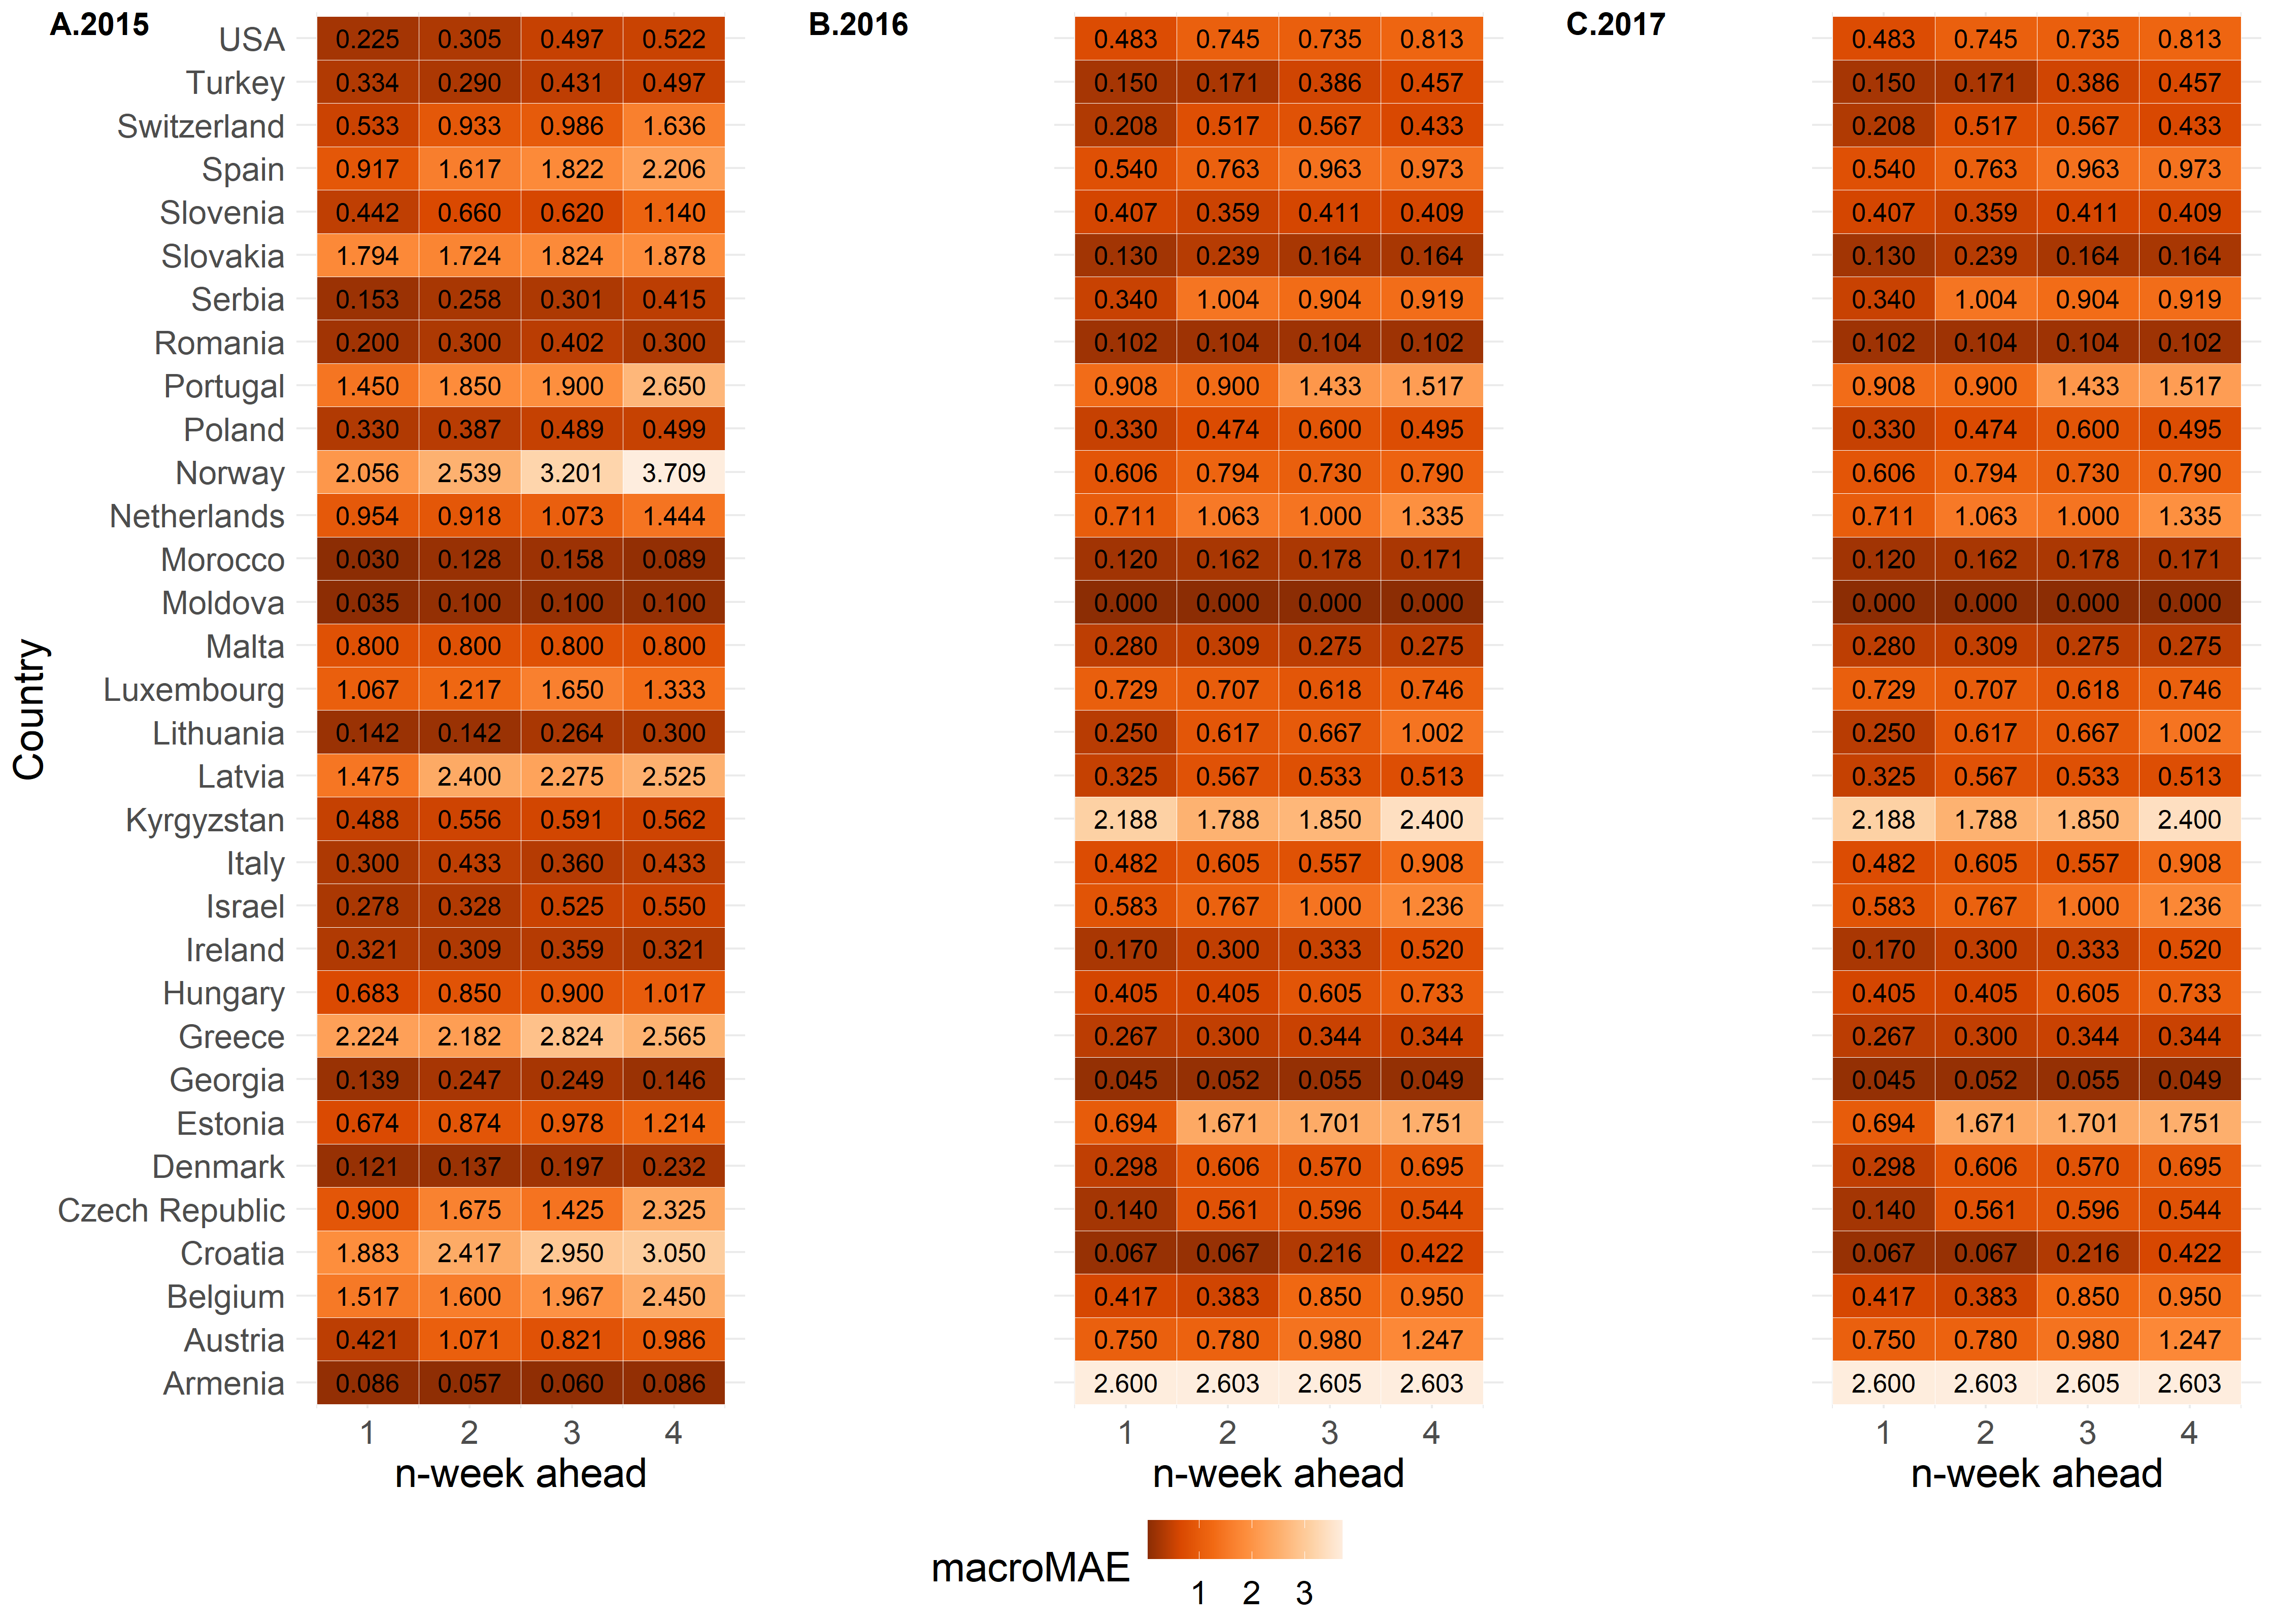 A.2015 B.2016 C.2017
USA 0.225 0.305 0.497 0.522 0.483 0.745 0.735 0.813 0.483 0.745 0.735 0.813
Turkey 0.334 0.290 0.431 0.497 0.150 0.171 0.386 0.457 0.150 0.171 0.386 0.457
Switzerland 0.533 0.933 0.986 1.636 0.208 0.517 0.567 0.433 0.208 0.517 0.567 0.433
Spain 0.917 1.617 1.822 2.206 0.540 0.763 0.963 0.973 0.540 0.763 0.963 0.973
Slovenia 0.442 0.660 0.620 1.140 0.407 0.359 0.411 0.409 0.407 0.359 0.411 0.409
Slovakia 1.794 1.724 1.824 1.878 0.130 0.239 0.164 0.164 0.130 0.239 0.164 0.164
Serbia 0.153 0.258 0.301 0.415 0.340 1.004 0.904 0.919 0.340 1.004 0.904 0.919
Romania 0.200 0.300 0.402 0.300 0.102 0.104 0.104 0.102 0.102 0.104 0.104 0.102
Portugal 1.450 1.850 1.900 2.650 0.908 0.900 1.433 1.517 0.908 0.900 1.433 1.517
Poland 0.330 0.387 0.489 0.499 0.330 0.474 0.600 0.495 0.330 0.474 0.600 0.495
Norway 2.056 2.539 3.201 3.709 0.606 0.794 0.730 0.790 0.606 0.794 0.730 0.790
Netherlands 0.954 0.918 1.073 1.444 0.711 1.063 1.000 1.335 0.711 1.063 1.000 1.335
Morocco 0.030 0.128 0.158 0.089 0.120 0.162 0.178 0.171 0.120 0.162 0.178 0.171
Moldova 0.035 0.100 0.100 0.100 0.000 0.000 0.000 0.000 0.000 0.000 0.000 0.000
Malta 0.800 0.800 0.800 0.800 0.280 0.309 0.275 0.275 0.280 0.309 0.275 0.275
Luxembourg 1.067 1.217 1.650 1.333 0.729 0.707 0.618 0.746 0.729 0.707 0.618 0.746
Lithuania 0.142 0.142 0.264 0.300 0.250 0.617 0.667 1.002 0.250 0.617 0.667 1.002
Latvia 1.475 2.400 2.275 2.525 0.325 0.567 0.533 0.513 0.325 0.567 0.533 0.513
Kyrgyzstan 0.488 0.556 0.591 0.562 2.188 1.788 1.850 2.400 2.188 1.788 1.850 2.400
Italy 0.300 0.433 0.360 0.433 0.482 0.605 0.557 0.908 0.482 0.605 0.557 0.908
Israel 0.278 0.328 0.525 0.550 0.583 0.767 1.000 1.236 0.583 0.767 1.000 1.236
Ireland 0.321 0.309 0.359 0.321 0.170 0.300 0.333 0.520 0.170 0.300 0.333 0.520
Hungary 0.683 0.850 0.900 1.017 0.405 0.405 0.605 0.733 0.405 0.405 0.605 0.733
Greece 2.224 2.182 2.824 2.565 0.267 0.300 0.344 0.344 0.267 0.300 0.344 0.344
Georgia 0.139 0.247 0.249 0.146 0.045 0.052 0.055 0.049 0.045 0.052 0.055 0.049
Estonia 0.674 0.874 0.978 1.214 0.694 1.671 1.701 1.751 0.694 1.671 1.701 1.751
Denmark 0.121 0.137 0.197 0.232 0.298 0.606 0.570 0.695 0.298 0.606 0.570 0.695
Czech Republic 0.900 1.675 1.425 2.325 0.140 0.561 0.596 0.544 0.140 0.561 0.596 0.544
Croatia 1.883 2.417 2.950 3.050 0.067 0.067 0.216 0.422 0.067 0.067 0.216 0.422
Belgium 1.517 1.600 1.967 2.450 0.417 0.383 0.850 0.950 0.417 0.383 0.850 0.950
Austria 0.421 1.071 0.821 0.986 0.750 0.780 0.980 1.247 0.750 0.780 0.980 1.247
Armenia 0.086 0.057 0.060 0.086 2.600 2.603 2.605 2.603 2.600 2.603 2.605 2.603
1 2 3 4 1 2 3 4 1 2 3 4
n-week ahead n-week ahead n-week ahead
Country
macroMAE
1 2 3